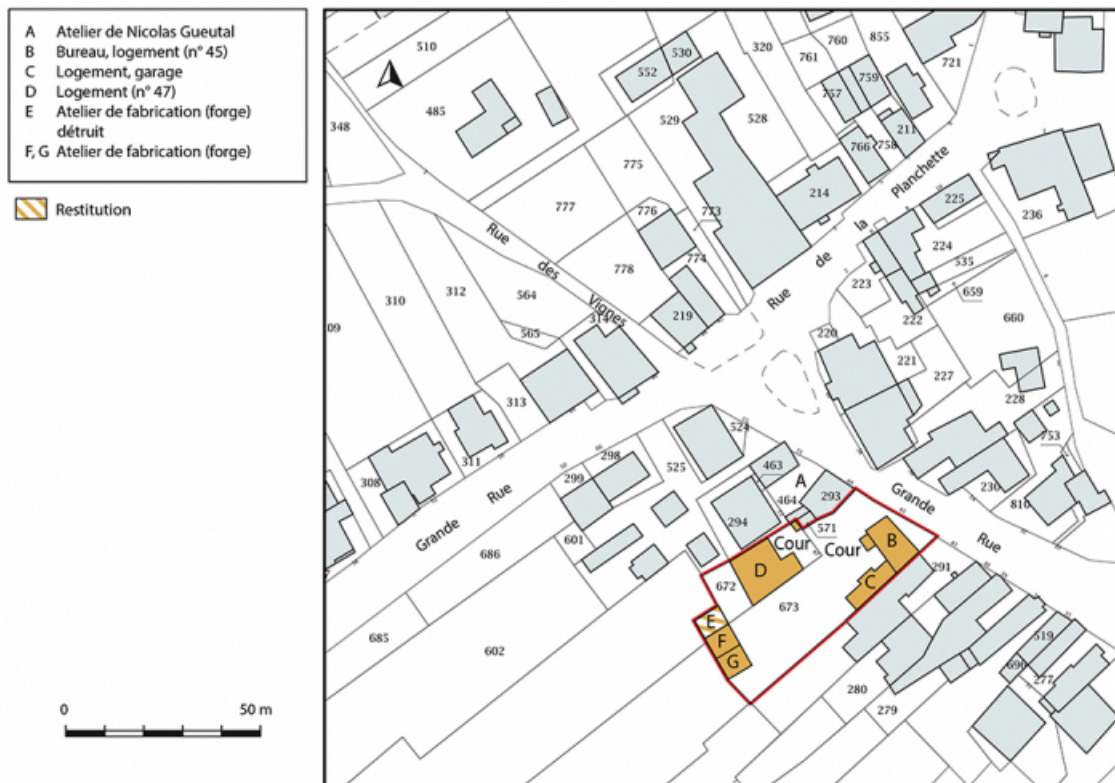 A Atelier de Nicolas Gueutal
B Bureau, logement (n° 45)
C Logement, garage
D Logement (n° 47)
E Atelier de fabrication (forge)
détruit
F, G Atelier de fabrication (forge)
Restitution
0 50 m
510
530
320
760
855
721
552
761
759
757
485
529
528
211
348
766
758
775
214
Planchette
225
777
236
776
773
la
224
Rue
774
de
535
des
778
223
659
310
312
564
Rue
Vignes
222
660
09
314
219
220
565
221
227
313
228
524
753
311
298
463
308
299
525
A
230
464
293
Grande
810
Rue
294
571
Grande
601
Cour
Cour
B
Rue
686
291
D
C
672
673
E
519
685
F
602
G
690
277
280
279